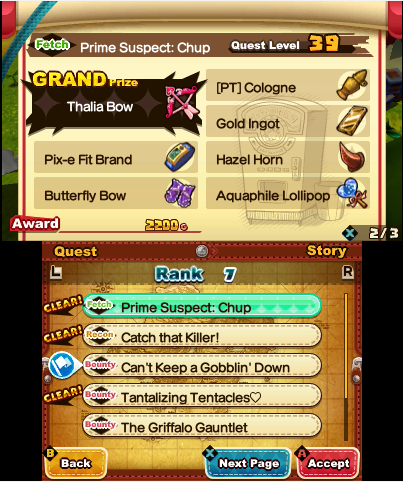 Fetch Prime Suspect: Chup Quest Level 39
GRAND Prize
Thalia Bow
[PT] Cologne
Gold Ingot
Pix-e Fit Brand
Hazel Horn
Butterfly Bow
Aquaphile Lollipop
Award 2200G
X 2/3
Quest Story
L Rank 7 R
CLEAR! Fetch Prime Suspect: Chup
CLEAR! Recon Catch that Killer!
Bounty Can't Keep a Gobblin' Down
CLEAR! Bounty Tantalizing Tentacles♡
Bounty The Griffalo Gauntlet
B Back
X Next Page
A Accept